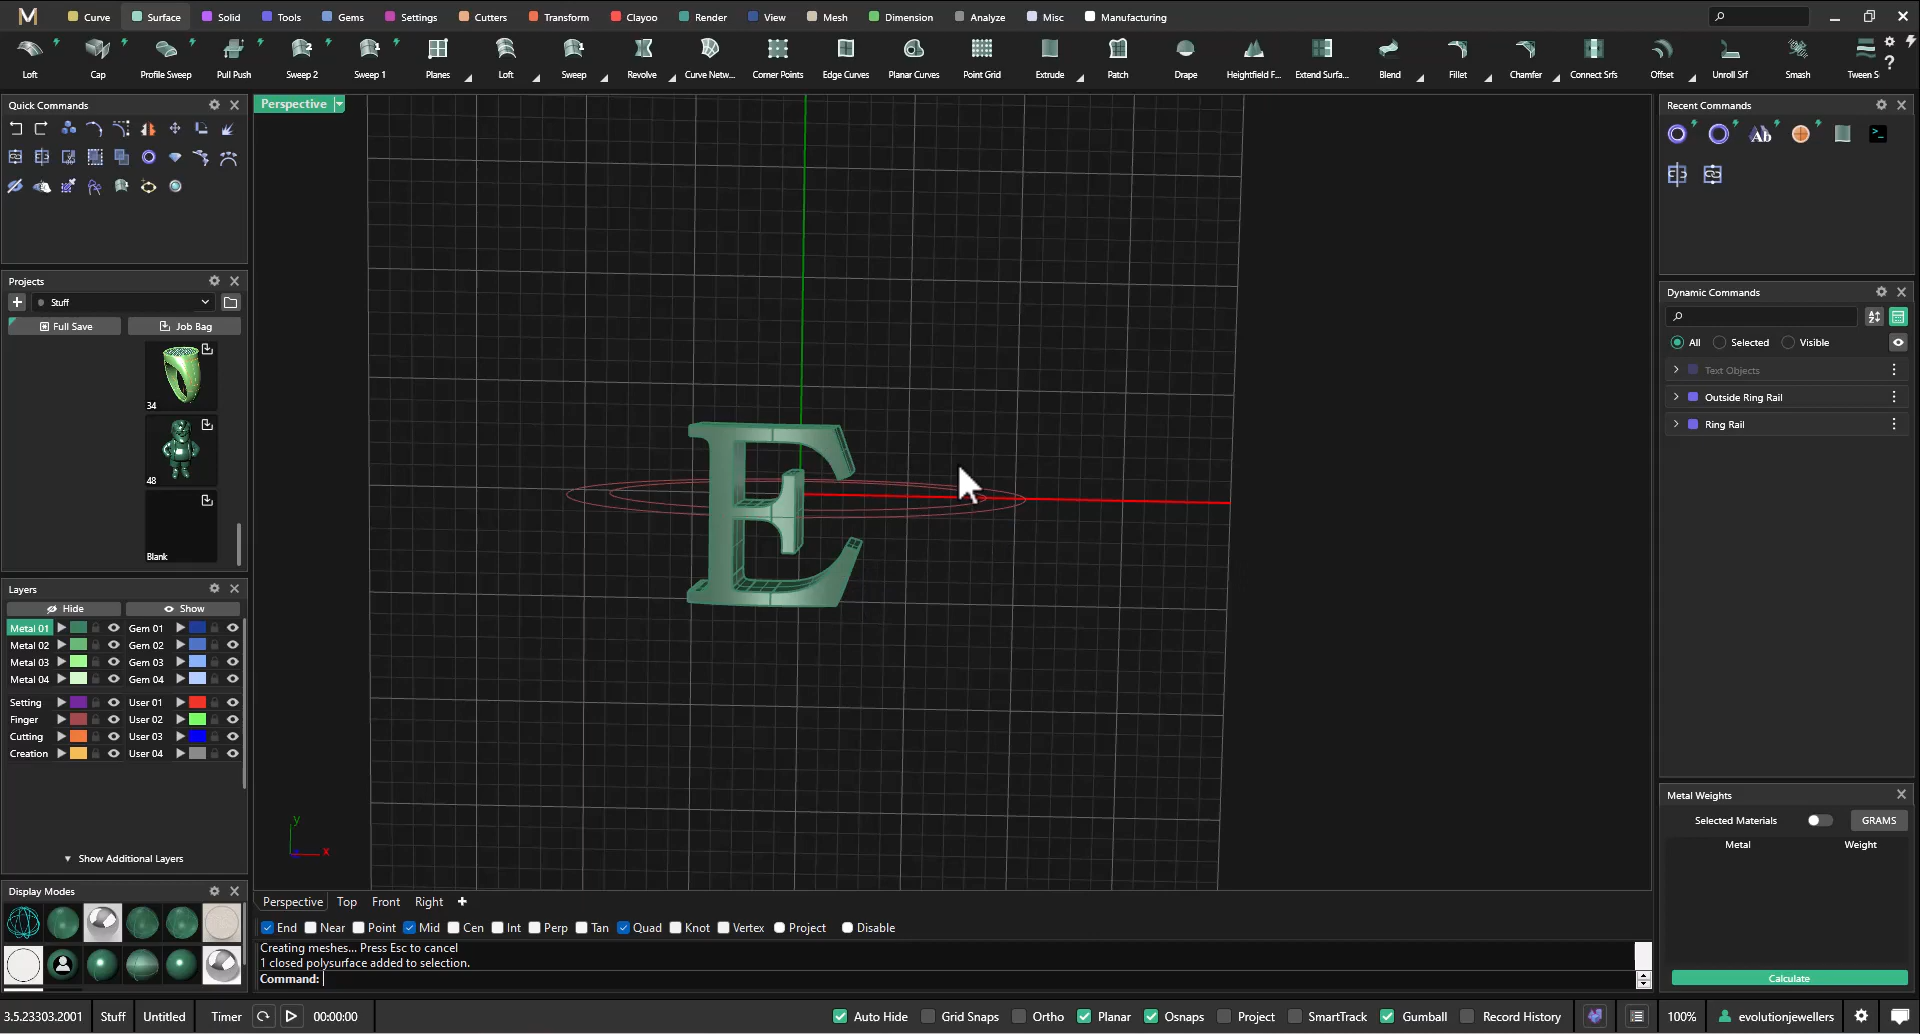 Curve Surface Solid Tools Gems Settings Cutters Transform Clayoo Render View Mesh Dimension Analyze Misc Manufacturing
Loft Cap Profile Sweep Pull Push Sweep 2 Sweep 1 Planes Loft Sweep Revolve Curve Netw... Corner Points Edge Curves Planar Curves Point Grid Extrude Patch Drape Heightfield F... Extend Surfa... Blend Fillet Chamfer Connect Srfs Offset Unroll Srf Smash Tween S
Quick Commands
Projects
Stuff
Full Save Job Bag
34
48
Blank
Layers
Hide Show
Metal 01 Gem 01
Metal 02 Gem 02
Metal 03 Gem 03
Metal 04 Gem 04
Setting User 01
Finger User 02
Cutting User 03
Creation User 04
Show Additional Layers
Display Modes
Perspective
E
y
x
Perspective Top Front Right
End Near Point Mid Cen Int Perp Tan Quad Knot Vertex Project Disable
Creating meshes... Press Esc to cancel
1 closed polysurface added to selection.
Command:
Recent Commands
Ab
Dynamic Commands
All Selected Visible
Text Objects
Outside Ring Rail
Ring Rail
Metal Weights
Selected Materials GRAMS
Metal Weight
Calculate
3.5.23303.2001 Stuff Untitled Timer 00:00:00 Auto Hide Grid Snaps Ortho Planar Osnaps Project SmartTrack Gumball Record History 100% evolutionjewellers